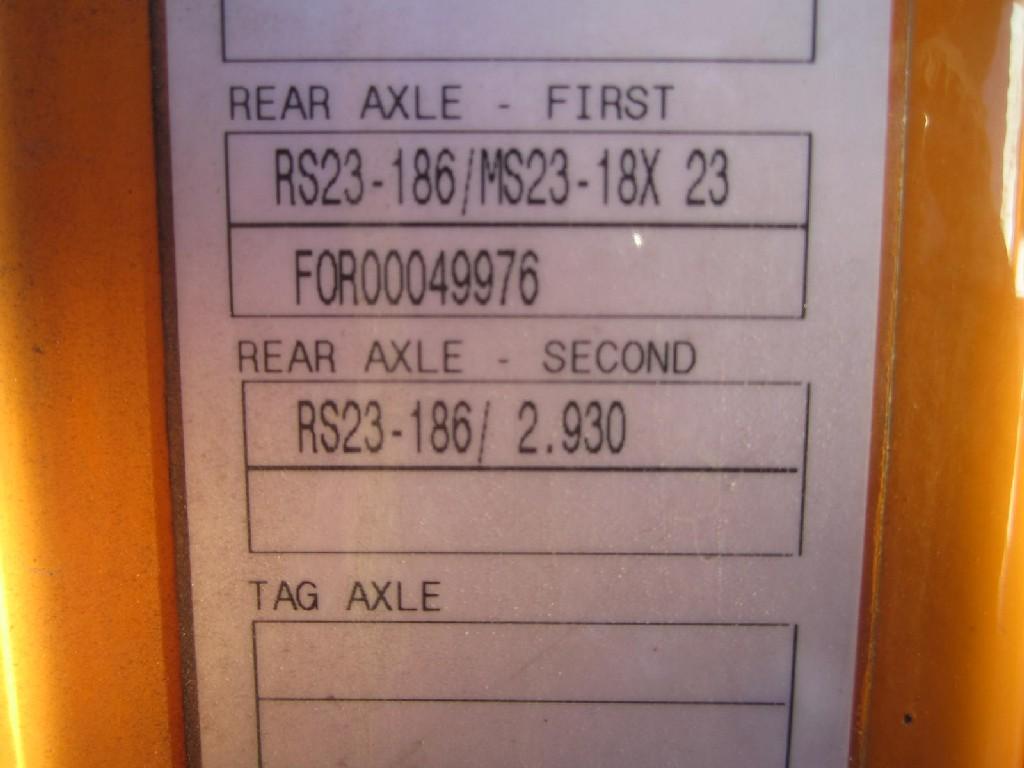 REAR AXLE - FIRST
RS23-186/MS23-18X 23
FOR00049976
REAR AXLE - SECOND
RS23-186/ 2.930
TAG AXLE